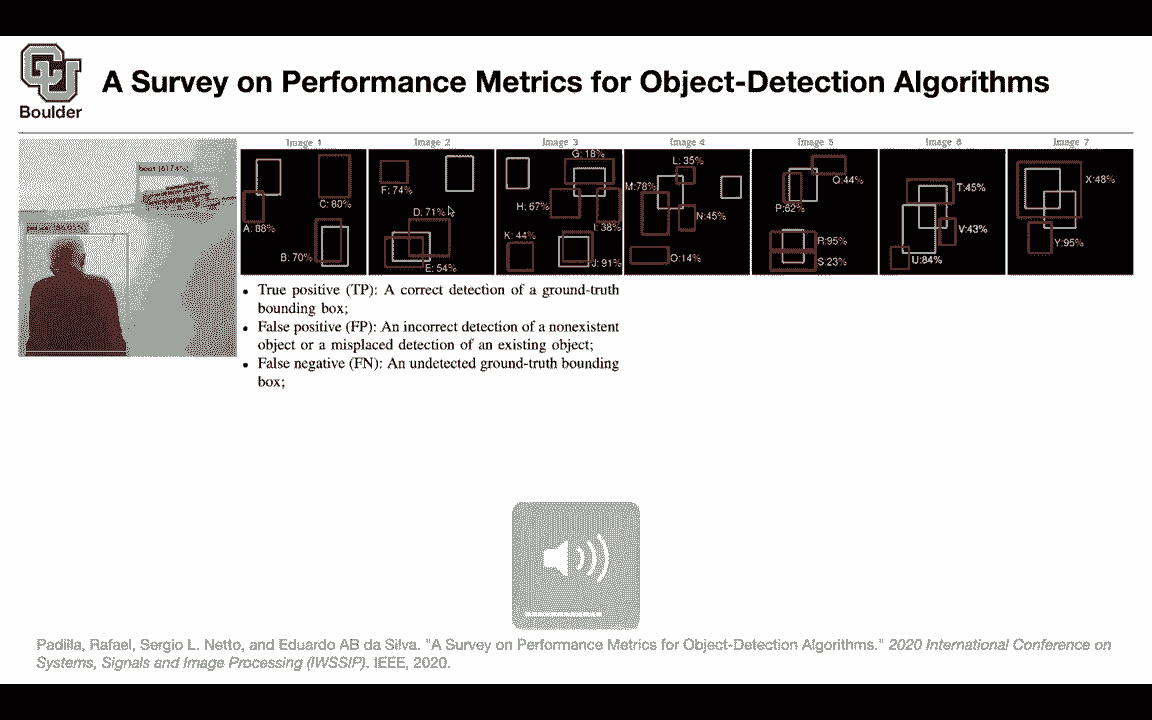 A Survey on Performance Metrics for Object-Detection Algorithms
Boulder
Image 1
Image 2
Image 3
Image 4
Image 5
Image 6
Image 7
A: 88%
B: 70%
C: 80%
F: 74%
D: 71%
E: 54%
G: 18%
H: 67%
I: 38%
K: 44%
J: 91%
L: 35%
M:78%
N:45%
O:14%
Q:44%
P:62%
R:95%
S:23%
T:45%
V:43%
U:84%
X:48%
Y:95%
• True positive (TP): A correct detection of a ground-truth
bounding box;
• False positive (FP): An incorrect detection of a nonexistent
object or a misplaced detection of an existing object;
• False negative (FN): An undetected ground-truth bounding
box;
Padilla, Rafael, Sergio L. Netto, and Eduardo AB da Silva. "A Survey on Performance Metrics for Object-Detection Algorithms." 2020 International Conference on
Systems, Signals and Image Processing (IWSSIP). IEEE, 2020.